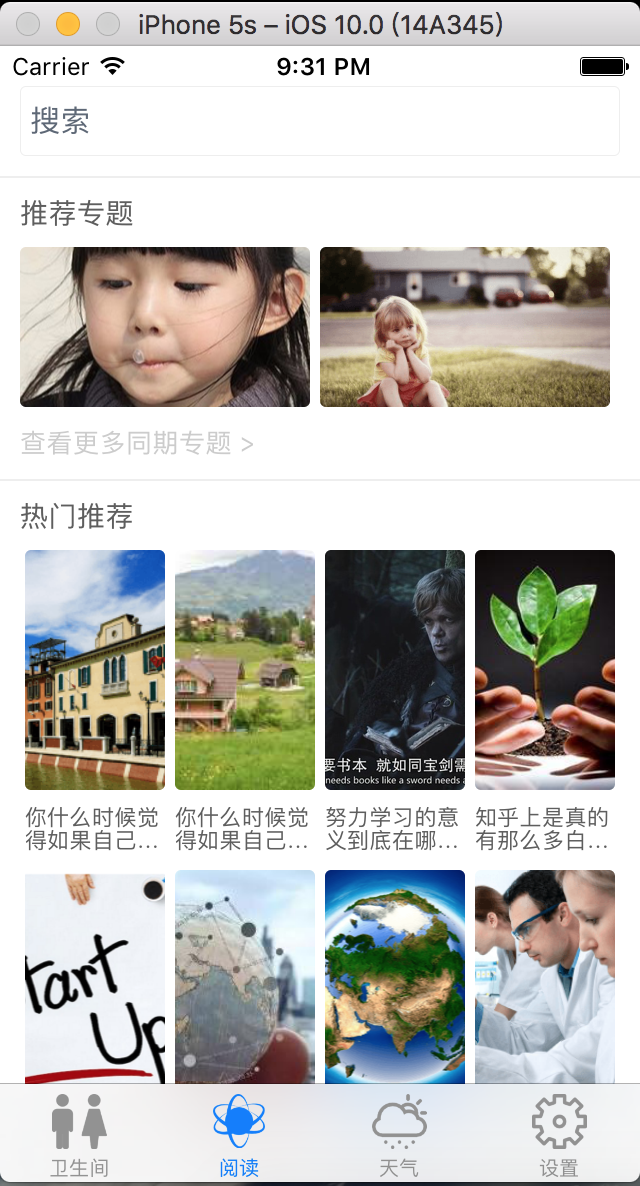 iPhone 5s – iOS 10.0 (14A345)
Carrier 9:31 PM
搜索
推荐专题
查看更多同期专题 >
热门推荐
要书本 就如同宝剑需
needs books like a sword needs a
你什么时候觉
得如果自己...
你什么时候觉
得如果自己...
努力学习的意
义到底在哪...
知乎上是真的
有那么多白...
tart
Up
卫生间
阅读
天气
设置